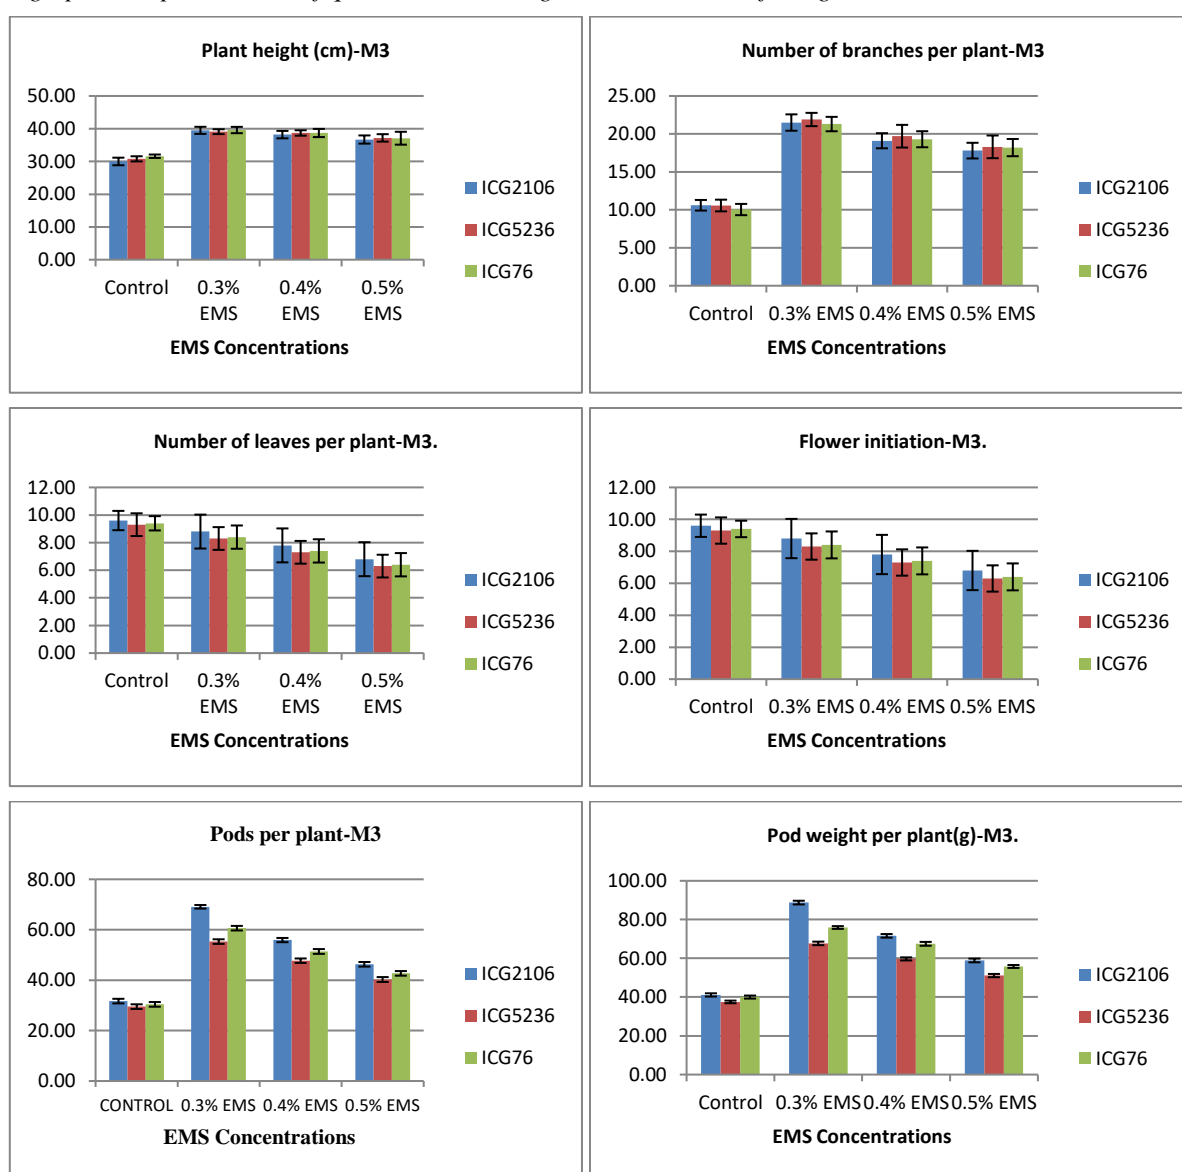 Plant height (cm)-M3
50.00
40.00
30.00
20.00
10.00
0.00
Control 0.3% EMS 0.4% EMS 0.5% EMS
EMS Concentrations
ICG2106
ICG5236
ICG76
Number of branches per plant-M3
25.00
20.00
15.00
10.00
5.00
0.00
Control 0.3% EMS 0.4% EMS 0.5% EMS
EMS Concentrations
ICG2106
ICG5236
ICG76
Number of leaves per plant-M3.
12.00
10.00
8.00
6.00
4.00
2.00
0.00
Control 0.3% EMS 0.4% EMS 0.5% EMS
EMS Concentrations
ICG2106
ICG5236
ICG76
Flower initiation-M3.
12.00
10.00
8.00
6.00
4.00
2.00
0.00
Control 0.3% EMS 0.4% EMS 0.5% EMS
EMS Concentrations
ICG2106
ICG5236
ICG76
Pods per plant-M3
80.00
60.00
40.00
20.00
0.00
CONTROL 0.3% EMS 0.4% EMS 0.5% EMS
EMS Concentrations
ICG2106
ICG5236
ICG76
Pod weight per plant(g)-M3.
100.00
80.00
60.00
40.00
20.00
0.00
Control 0.3% EMS 0.4% EMS 0.5% EMS
EMS Concentrations
ICG2106
ICG5236
ICG76